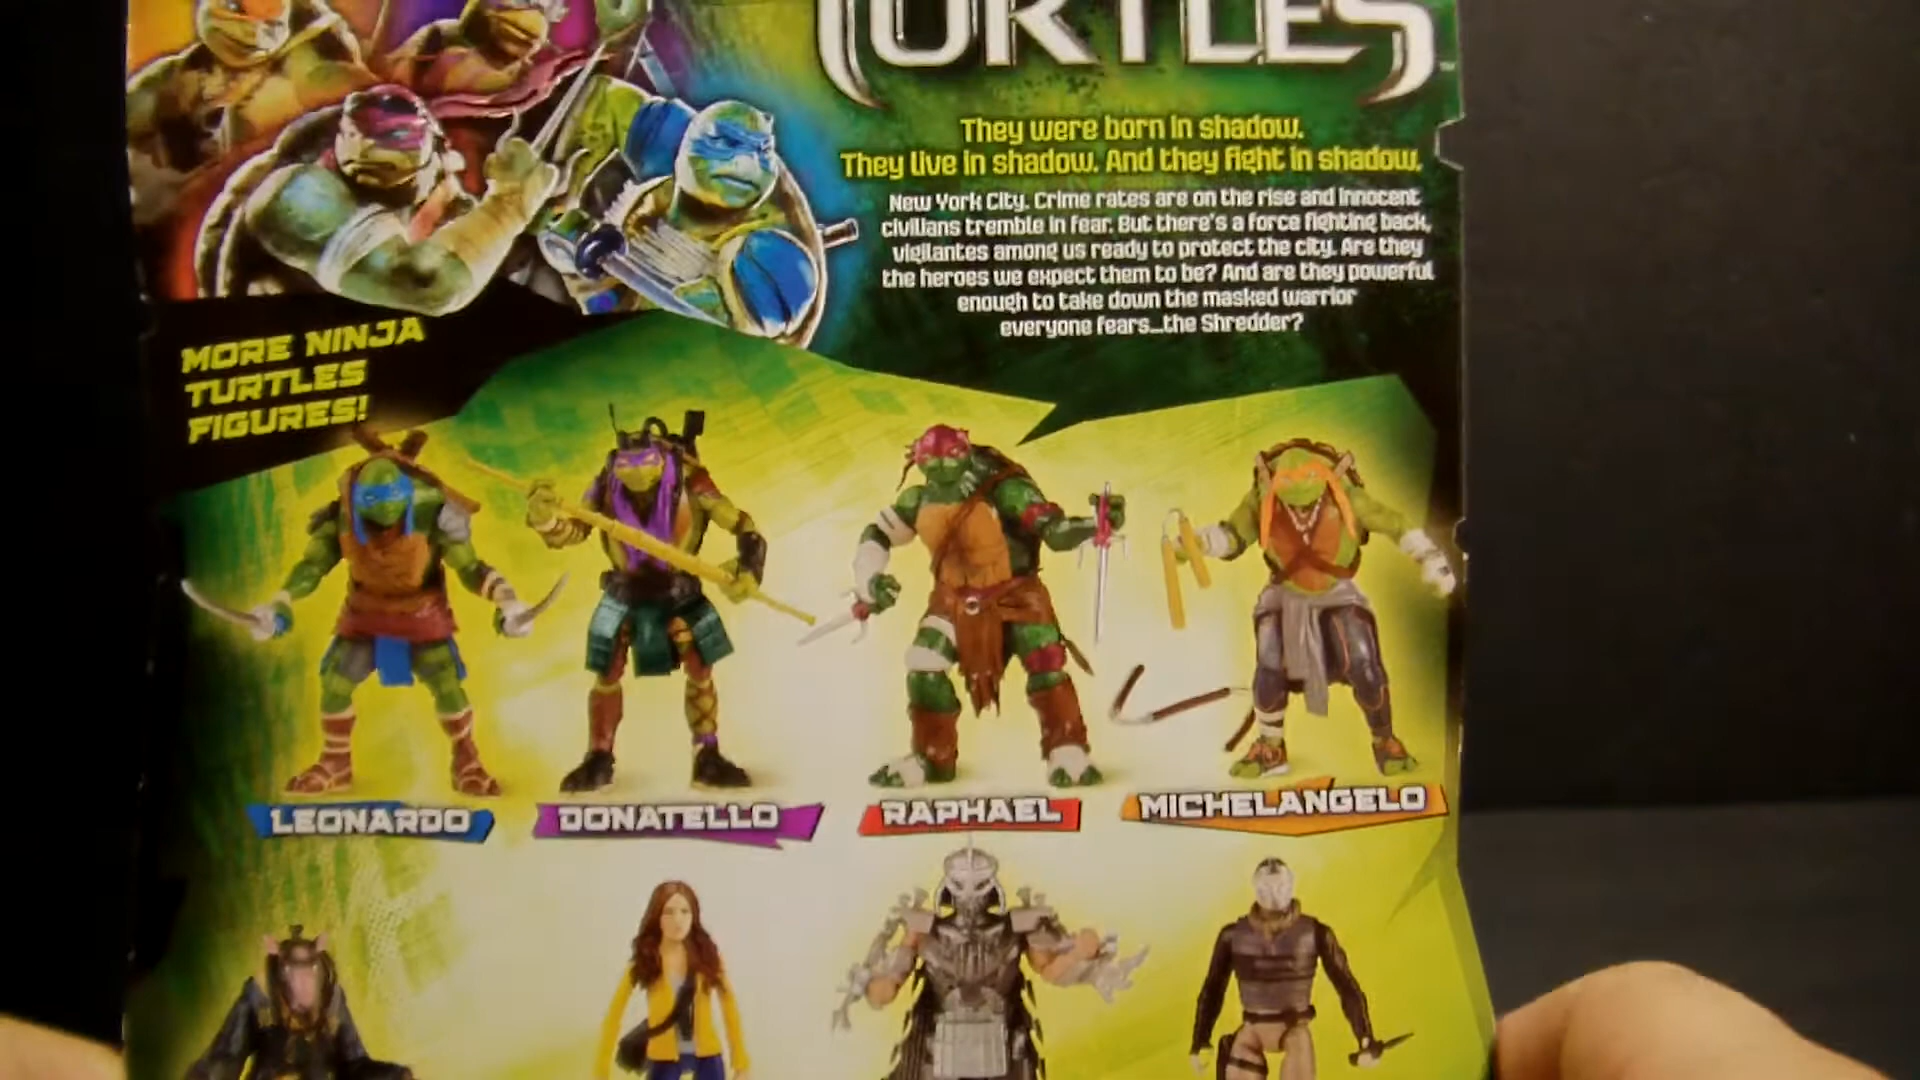 TURTLES
They were born in shadow.
They live in shadow. And they fight in shadow.
New York City. Crime rates are on the rise and innocent
civilians tremble in fear. But there's a force fighting back,
vigilantes among us ready to protect the city. Are they
the heroes we expect them to be? And are they powerful
enough to take down the masked warrior
everyone fears...the Shredder?
MORE NINJA
TURTLES
FIGURES!
LEONARDO
DONATELLO
RAPHAEL
MICHELANGELO